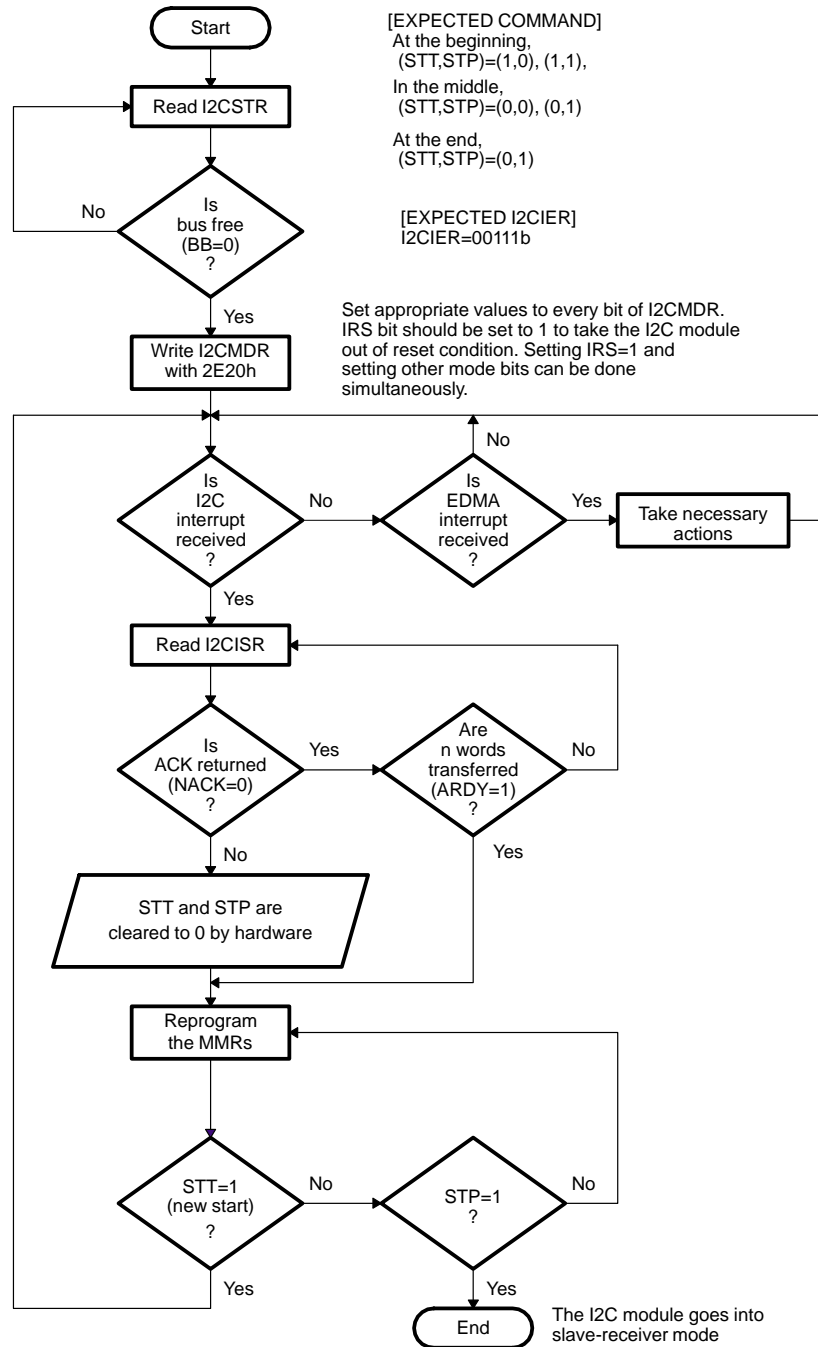 Start
[EXPECTED COMMAND]
At the beginning,
(STT,STP)=(1,0), (1,1),
In the middle,
(STT,STP)=(0,0), (0,1)
At the end,
(STT,STP)=(0,1)
Read I2CSTR
No
Is
bus free
(BB=0)
?
[EXPECTED I2CIER]
I2CIER=00111b
Yes
Write I2CMDR
with 2E20h
Set appropriate values to every bit of I2CMDR.
IRS bit should be set to 1 to take the I2C module
out of reset condition. Setting IRS=1 and
setting other mode bits can be done
simultaneously.
No
Is
I2C
interrupt
received
?
No
Is
EDMA
interrupt
received
?
Yes
Take necessary
actions
Yes
Read I2CISR
Is
ACK returned
(NACK=0)
?
Yes
Are
n words
transferred
(ARDY=1)
?
No
No
Yes
STT and STP are
cleared to 0 by hardware
Reprogram
the MMRs
STT=1
(new start)
?
No
STP=1
?
No
Yes
Yes
End
The I2C module goes into
slave-receiver mode